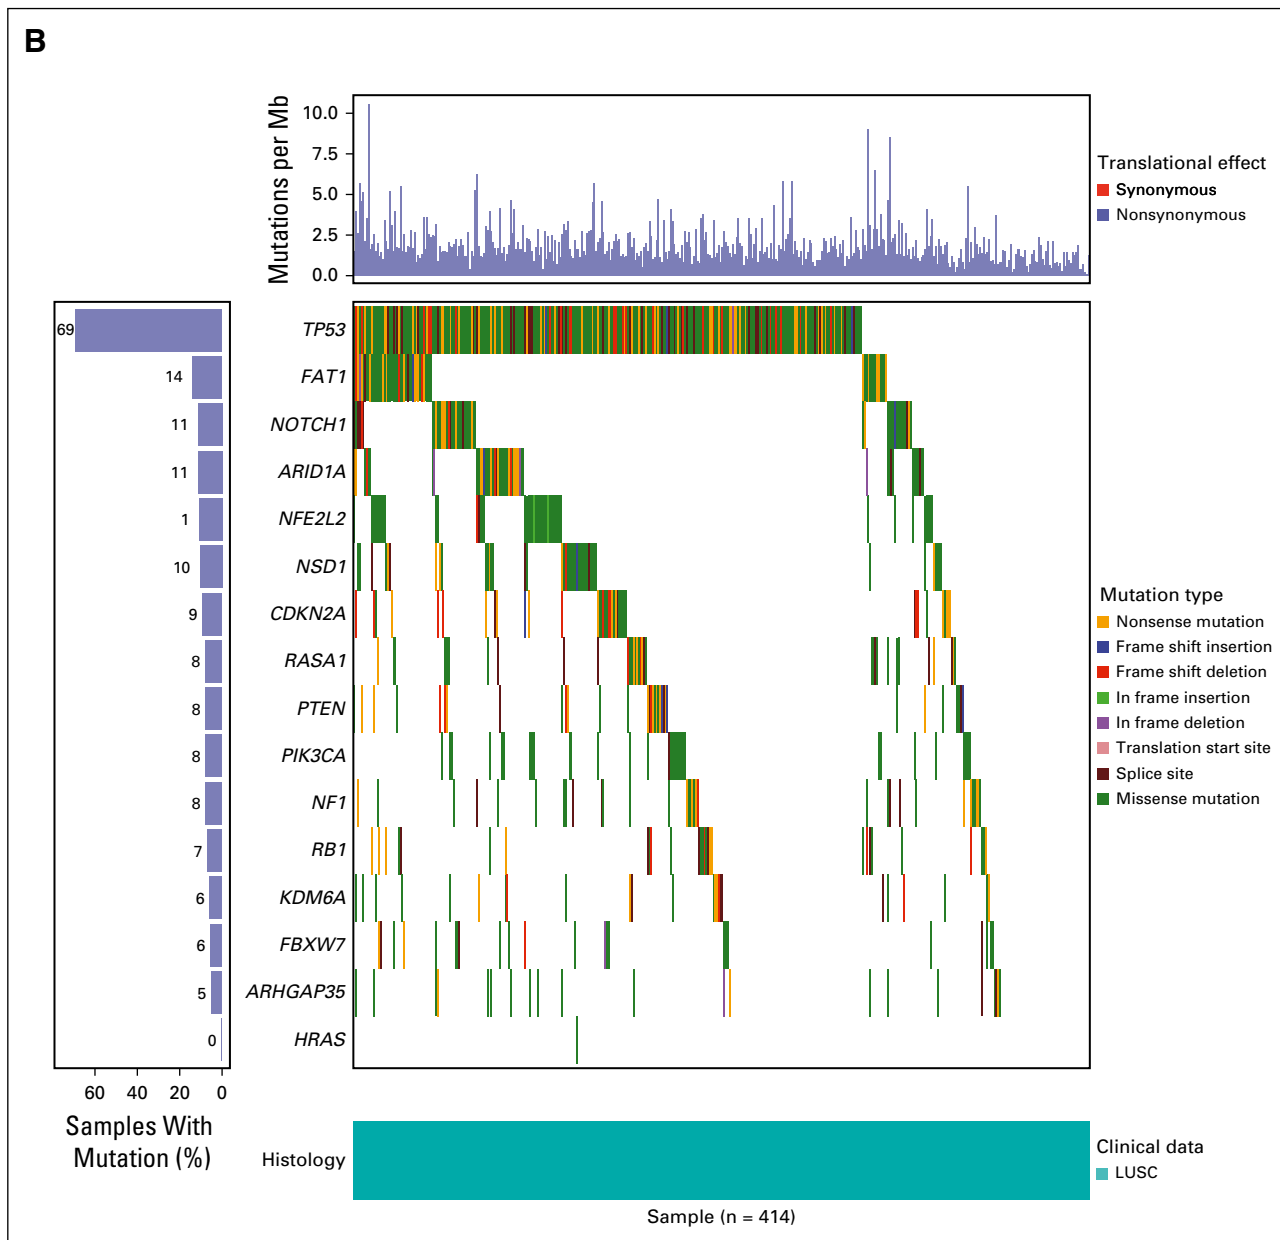 B
Mutations per Mb
10.0
7.5
5.0
2.5
0.0
Translational effect
Synonymous
Nonsynonymous
69
14
11
11
1
10
9
8
8
8
8
7
6
6
5
0
TP53
FAT1
NOTCH1
ARID1A
NFE2L2
NSD1
CDKN2A
RASA1
PTEN
PIK3CA
NF1
RB1
KDM6A
FBXW7
ARHGAP35
HRAS
Mutation type
Nonsense mutation
Frame shift insertion
Frame shift deletion
In frame insertion
In frame deletion
Translation start site
Splice site
Missense mutation
60 40 20 0
Samples With
Mutation (%)
Histology
Clinical data
LUSC
Sample (n = 414)